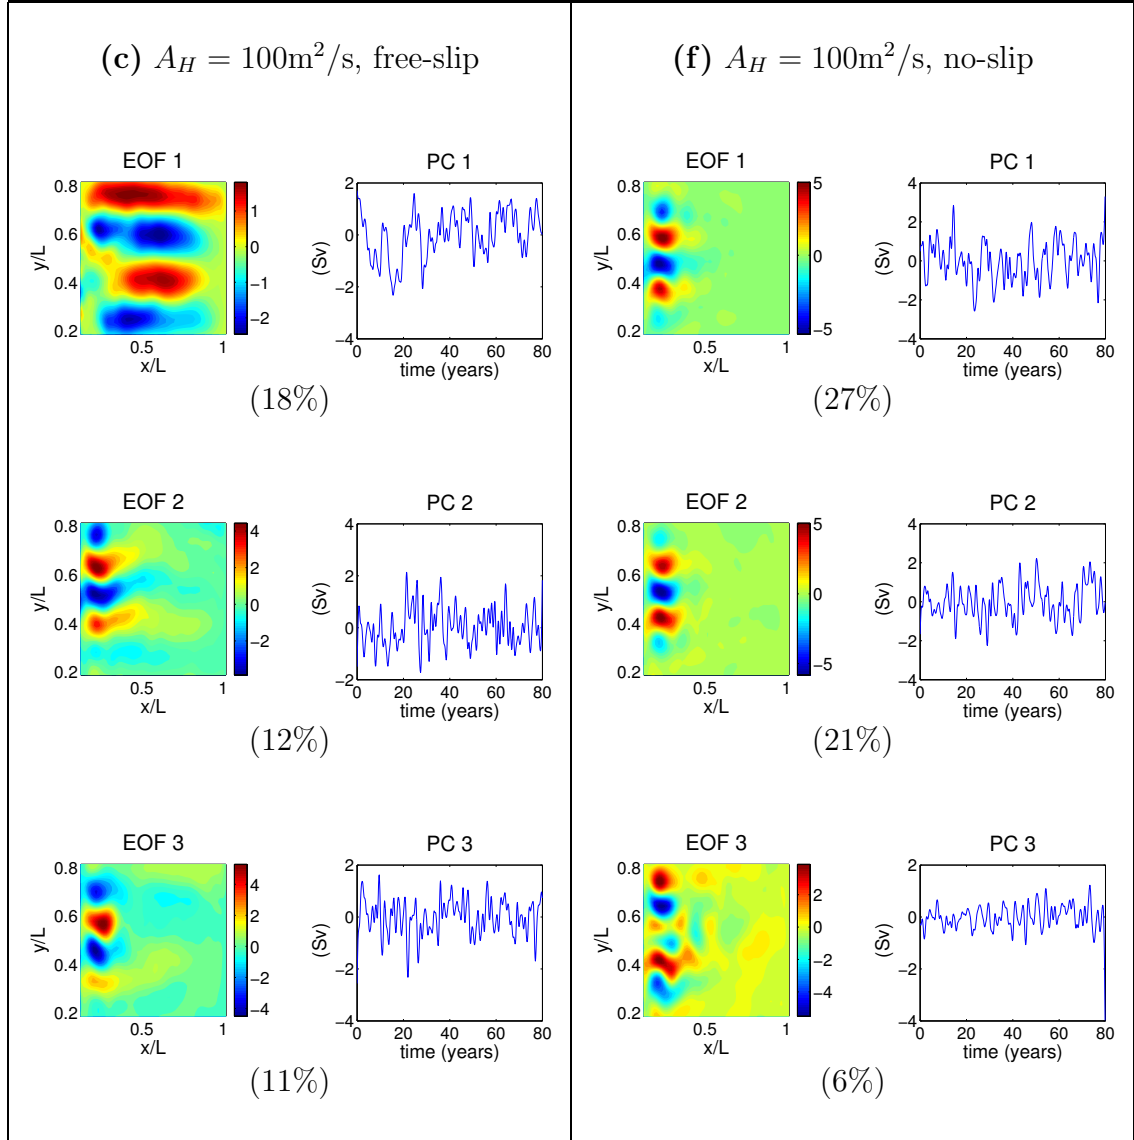 (c) A_H = 100m²/s, free-slip
EOF 1
PC 1
y/L
0.8
0.6
0.4
0.2
0.5
1
x/L
1
0
−1
−2
(Sv)
2
0
−2
−4
0 20 40 60 80
time (years)
(18%)
EOF 2
PC 2
y/L
0.8
0.6
0.4
0.2
0.5
1
x/L
4
2
0
−2
(Sv)
4
2
0
−2
0 20 40 60 80
time (years)
(12%)
EOF 3
PC 3
y/L
0.8
0.6
0.4
0.2
0.5
1
x/L
4
2
0
−2
−4
(Sv)
2
0
−2
−4
0 20 40 60 80
time (years)
(11%)
(f) A_H = 100m²/s, no-slip
EOF 1
PC 1
y/L
0.8
0.6
0.4
0.2
0.5
1
x/L
5
0
−5
(Sv)
4
2
0
−2
−4
0 20 40 60 80
time (years)
(27%)
EOF 2
PC 2
y/L
0.8
0.6
0.4
0.2
0.5
1
x/L
5
0
−5
(Sv)
4
2
0
−2
−4
0 20 40 60 80
time (years)
(21%)
EOF 3
PC 3
y/L
0.8
0.6
0.4
0.2
0.5
1
x/L
2
0
−2
−4
(Sv)
2
0
−2
−4
0 20 40 60 80
time (years)
(6%)